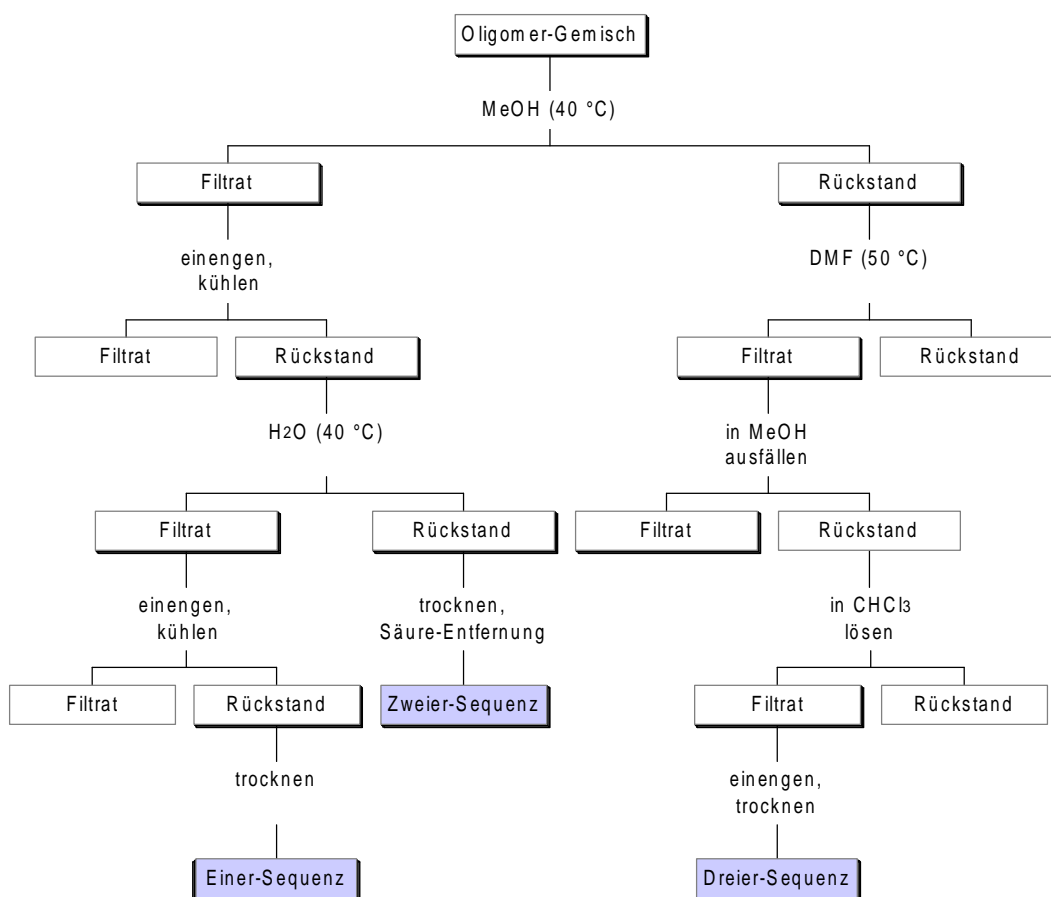 Oligomer-Gemisch
MeOH (40 °C)
Filtrat
Rückstand
einengen,
kühlen
DMF (50 °C)
Filtrat
Rückstand
Filtrat
Rückstand
H2O (40 °C)
in MeOH
ausfällen
Filtrat
Rückstand
Filtrat
Rückstand
einengen,
kühlen
trocknen,
Säure-Entfernung
in CHCl3
lösen
Filtrat
Rückstand
Zweier-Sequenz
Filtrat
Rückstand
trocknen
einengen,
trocknen
Einer-Sequenz
Dreier-Sequenz